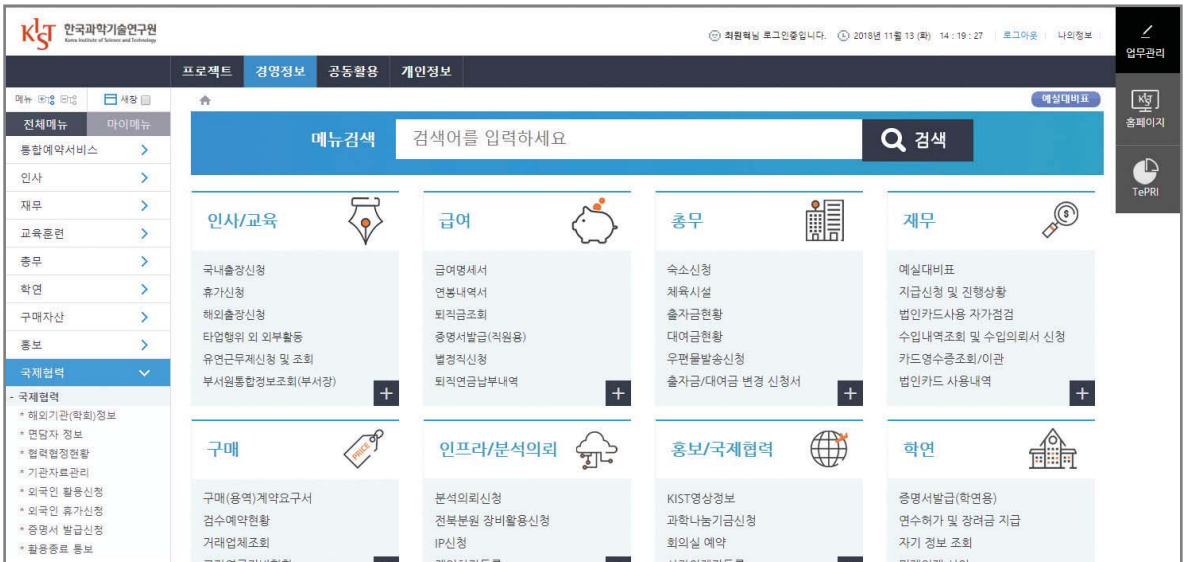 KIST 한국과학기술연구원
Korea Institute of Science and Technology
최원혁님 로그인중입니다. 2018년 11월 13 (화) 14 : 19 : 27 로그아웃 나의정보
업무관리
프로젝트 경영정보 공동활용 개인정보
메뉴 새창
예실대비표
KIST
홈페이지
TePRI
전체메뉴 마이메뉴
메뉴검색 검색어를 입력하세요 검색
통합예약서비스
인사
재무
교육훈련
총무
학연
구매자산
홍보
국제협력
- 국제협력
* 해외기관(학회)정보
* 면담자 정보
* 협력협정현황
* 기관자료관리
* 외국인 활용신청
* 외국인 휴가신청
* 증명서 발급신청
* 활용종료 통보
인사/교육
국내출장신청
휴가신청
해외출장신청
타업행위 외 외부활동
유연근무제신청 및 조회
부서원통합정보조회(부서장)
급여
급여명세서
연봉내역서
퇴직금조회
증명서발급(직원용)
별정직신청
퇴직연금납부내역
총무
숙소신청
체육시설
출자금현황
대여금현황
우편물발송신청
출자금/대여금 변경 신청서
재무
예실대비표
지급신청 및 진행상황
법인카드사용 자가점검
수입내역조회 및 수입의뢰서 신청
카드영수증조회/이관
법인카드 사용내역
구매
PRICE
구매(용역)계약요구서
검수예약현황
거래업체조회
인프라/분석의뢰
분석의뢰신청
전북분원 장비활용신청
IP신청
홍보/국제협력
KIST영상정보
과학나눔기금신청
회의실 예약
학연
증명서발급(학연용)
연수허가 및 장려금 지급
자기 정보 조회